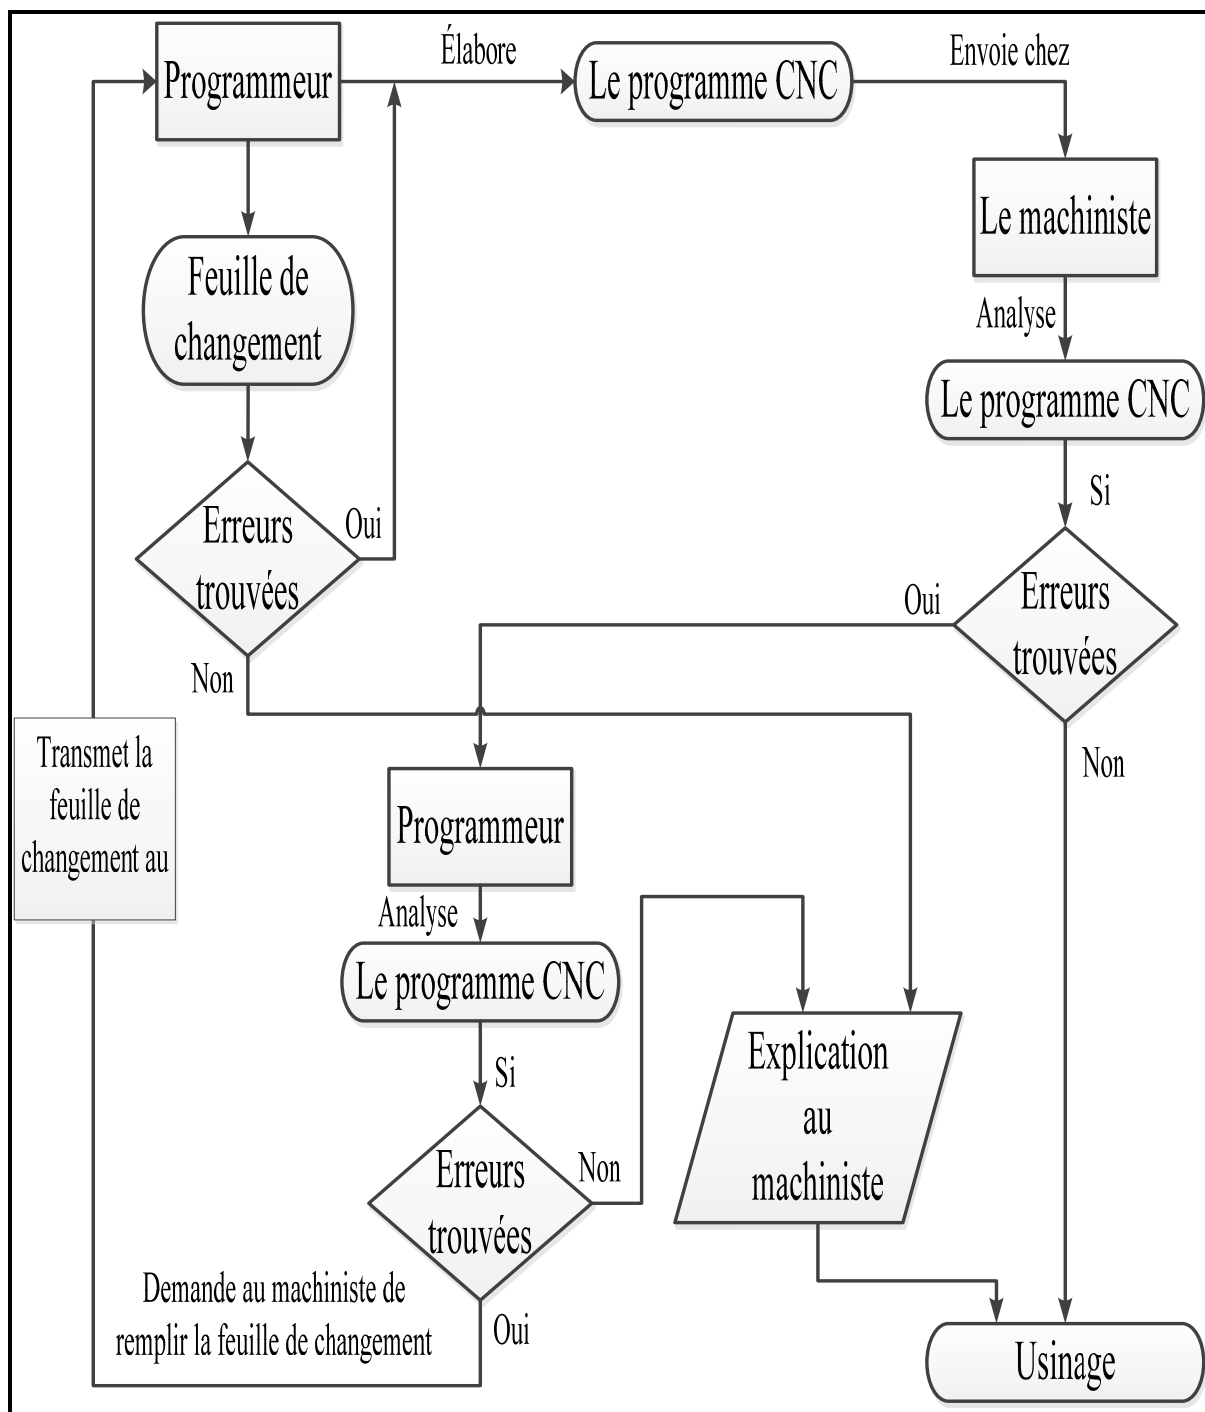 Élabore
Envoie chez
Programmeur
Le programme CNC
Le machiniste
Feuille de
changement
Analyse
Le programme CNC
Si
Erreurs
trouvées
Oui
Non
Erreurs
trouvées
Oui
Non
Transmet la
feuille de
changement au
Programmeur
Analyse
Le programme CNC
Si
Erreurs
trouvées
Non
Oui
Explication
au
machiniste
Demande au machiniste de
remplir la feuille de changement
Usinage